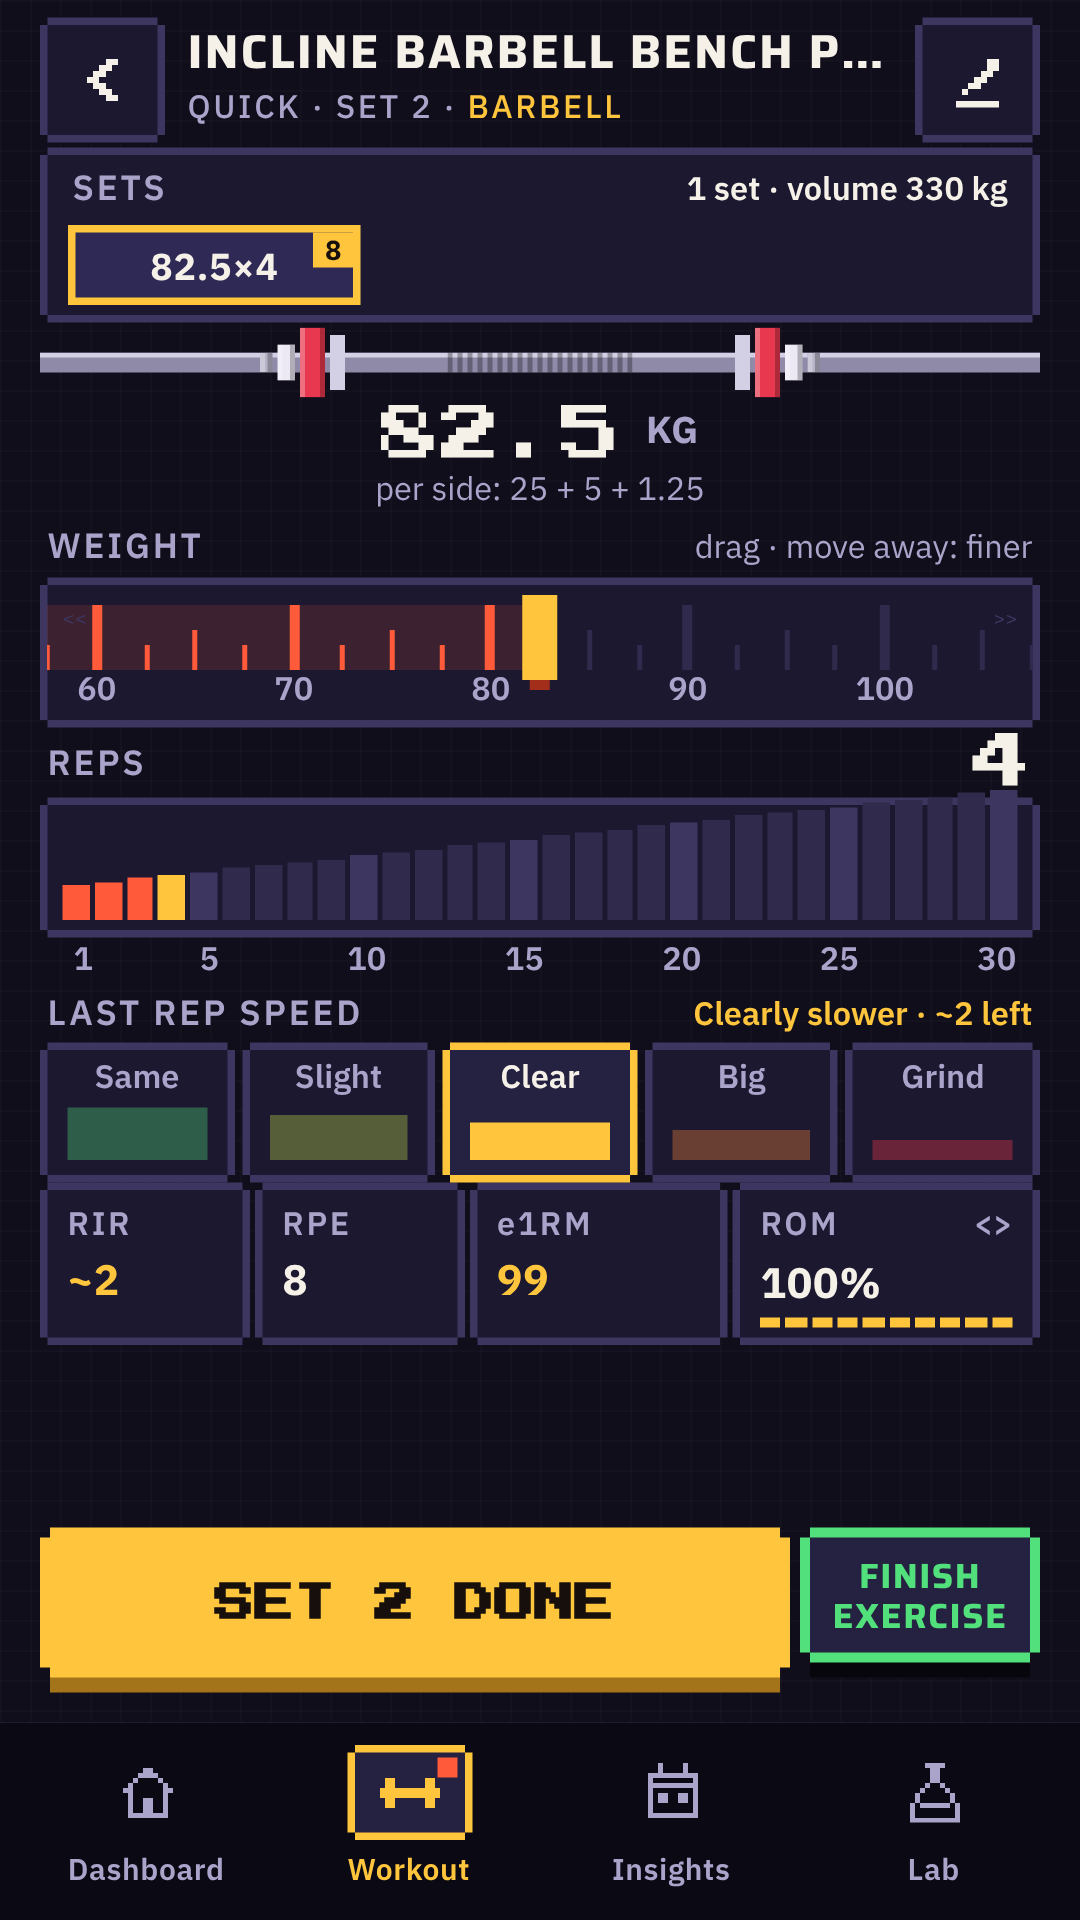 INCLINE BARBELL BENCH P...
QUICK · SET 2 · BARBELL
SETS
1 set · volume 330 kg
82.5×4
8
82.5 KG
per side: 25 + 5 + 1.25
WEIGHT
drag · move away: finer
<< >>
60 70 80 90 100
REPS
4
1 5 10 15 20 25 30
LAST REP SPEED
Clearly slower · ~2 left
Same Slight Clear Big Grind
RIR RPE e1RM ROM <>
~2 8 99 100%
SET 2 DONE
FINISH
EXERCISE
Dashboard Workout Insights Lab